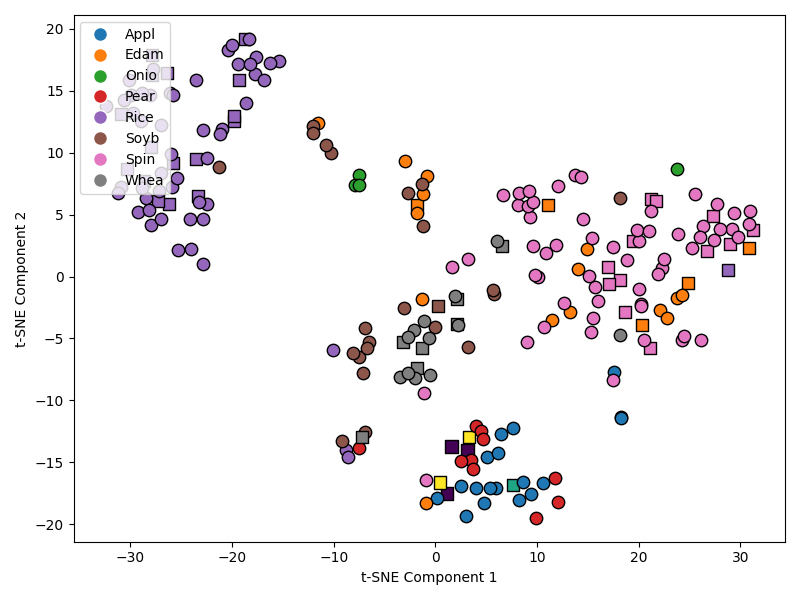 Appl
Edam
Onio
Pear
Rice
Soyb
Spin
Whea
20
15
10
5
0
−5
−10
−15
−20
t-SNE Component 2
−30 −20 −10 0 10 20 30
t-SNE Component 1